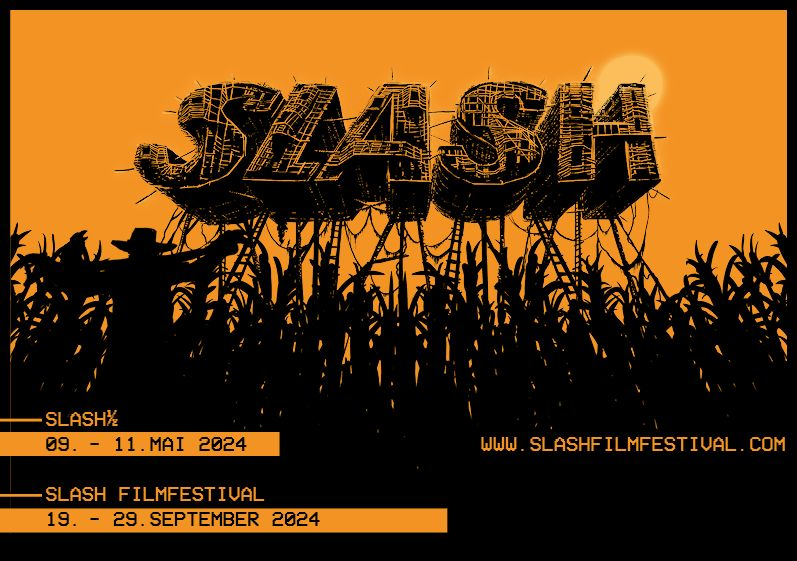 SLASH
SLASH½
09. - 11.MAI 2024
WWW.SLASHFILMFESTIVAL.COM
SLASH FILMFESTIVAL
19. - 29.SEPTEMBER 2024